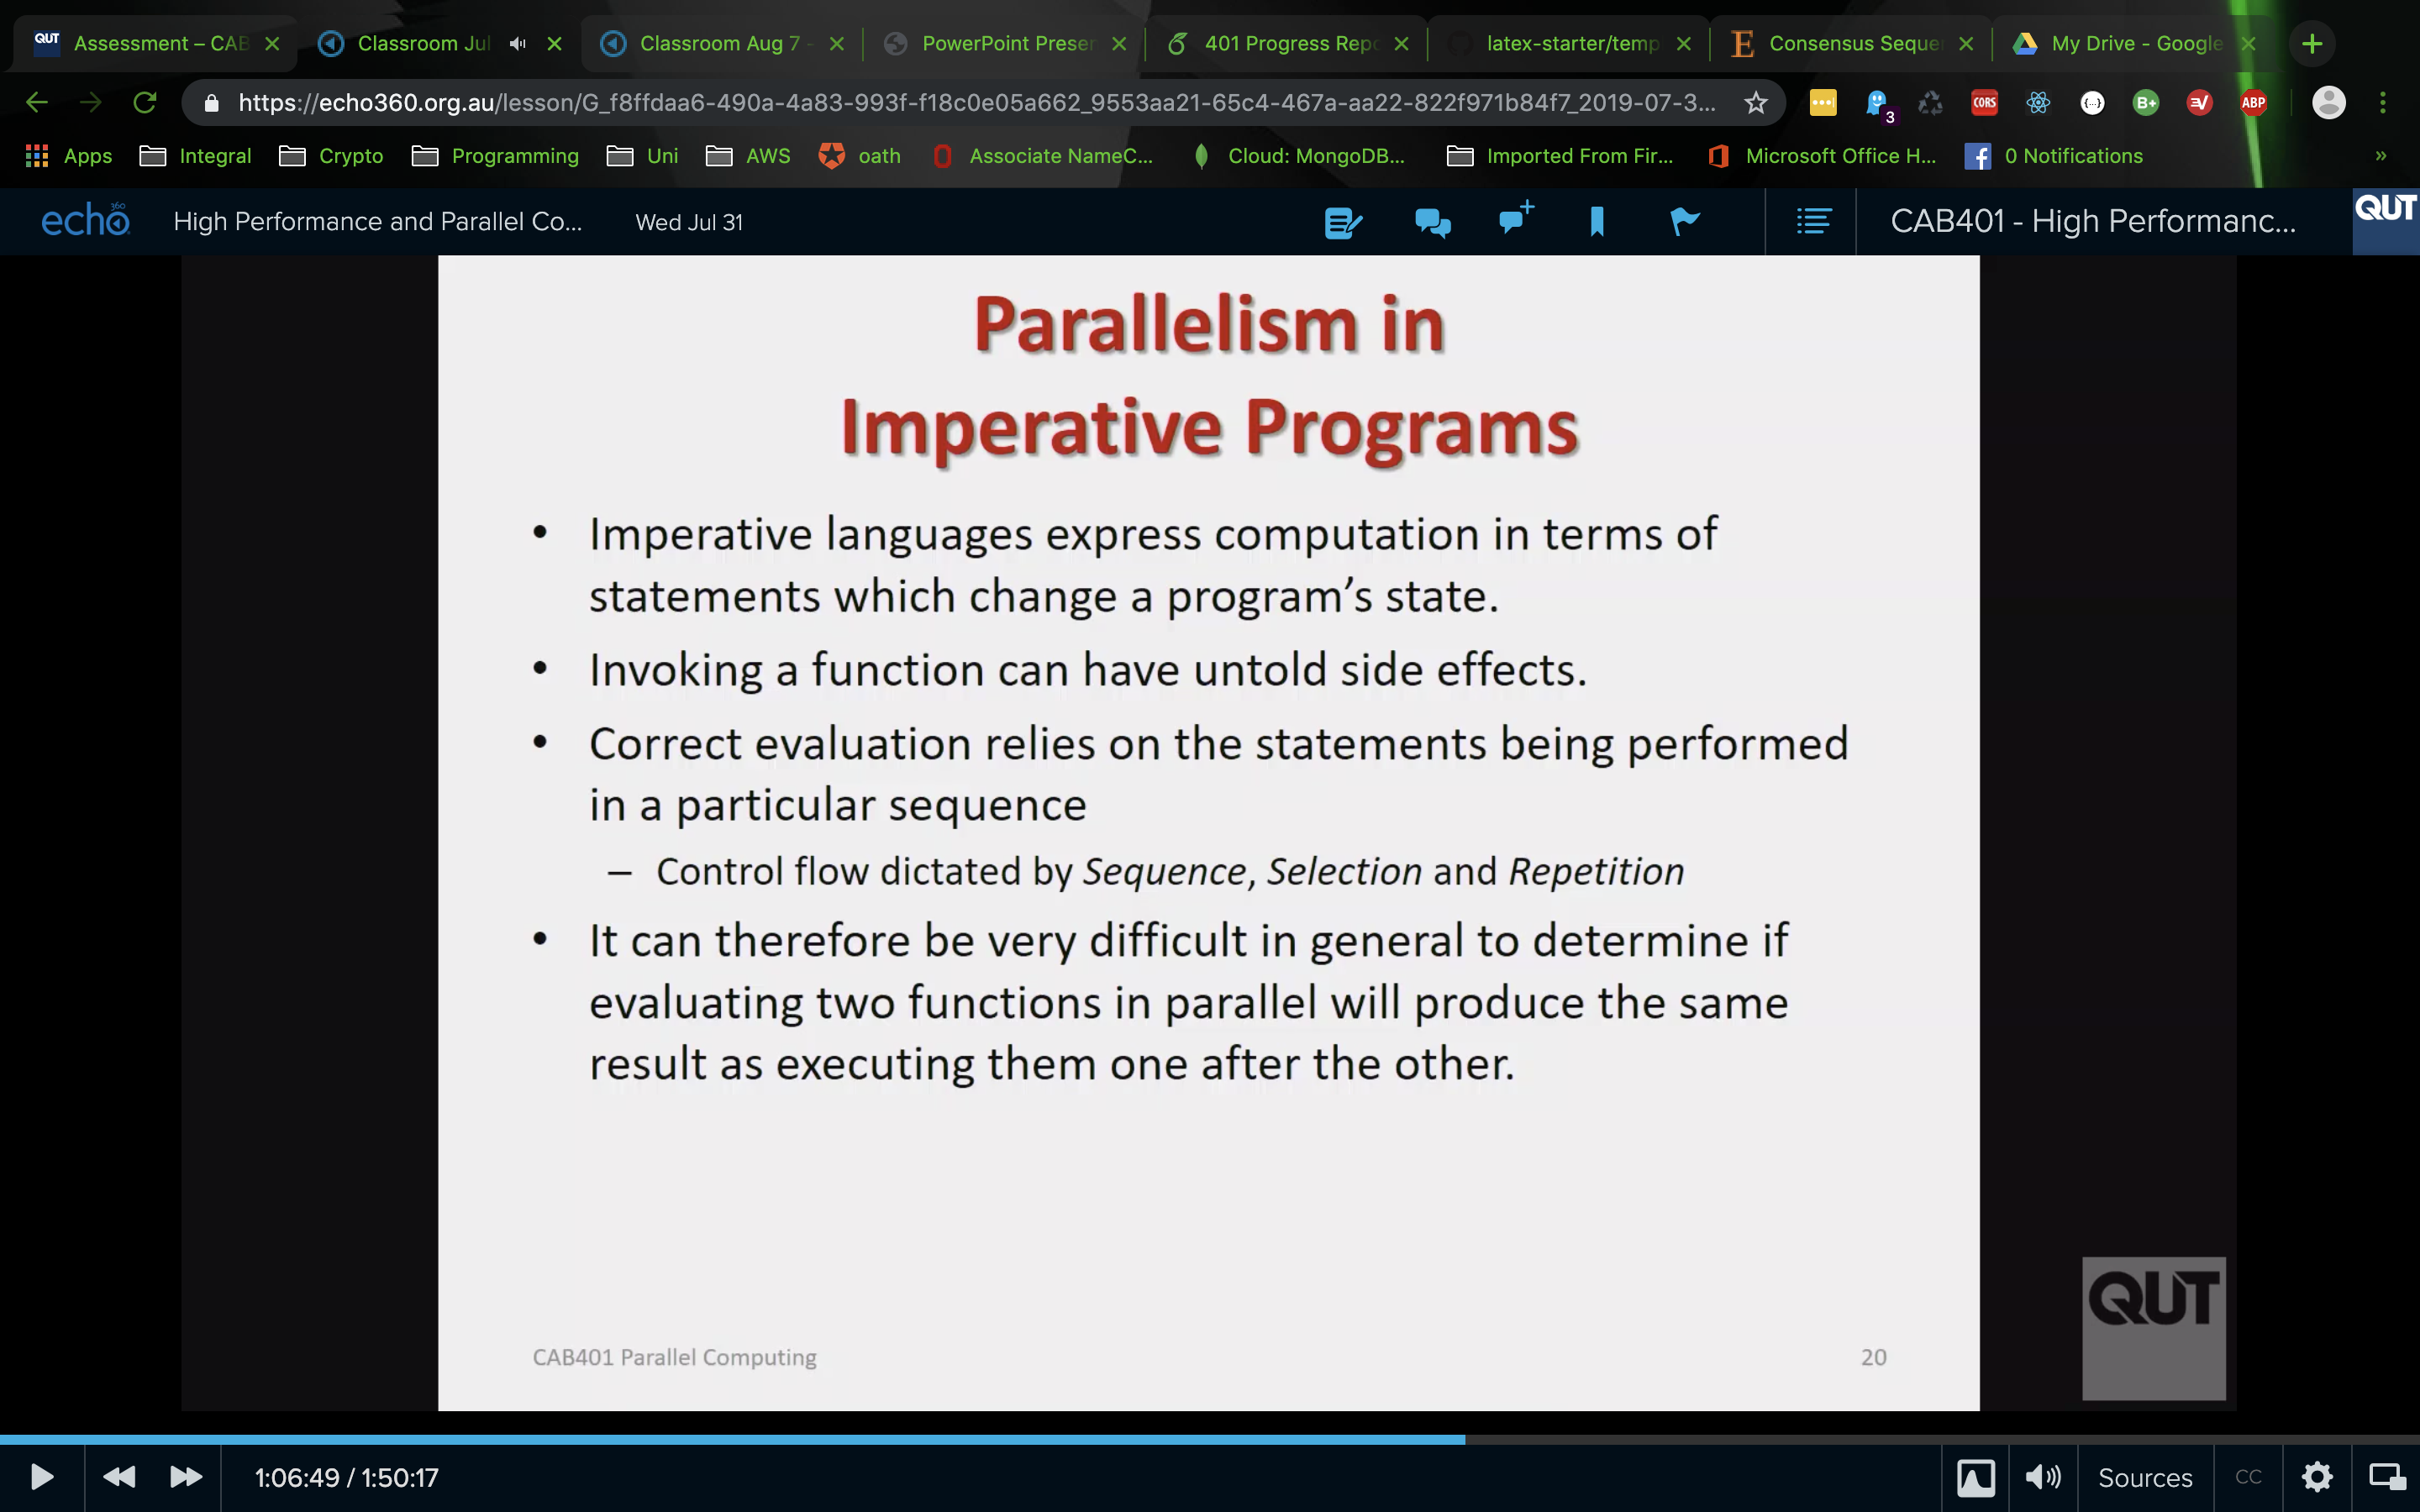 QUT Assessment – CAB
Classroom Jul
Classroom Aug 7 -
PowerPoint Presen
401 Progress Repo
latex-starter/temp
Consensus Seque
My Drive - Google
https://echo360.org.au/lesson/G_f8ffdaa6-490a-4a83-993f-f18c0e05a662_9553aa21-65c4-467a-aa22-822f971b84f7_2019-07-3...
3
CORS
B+
ABP
Apps Integral Crypto Programming Uni AWS oath Associate NameC... Cloud: MongoDB... Imported From Fir... Microsoft Office H... 0 Notifications »
echo360 High Performance and Parallel Co... Wed Jul 31 CAB401 - High Performanc... QUT
Parallelism in
Imperative Programs
• Imperative languages express computation in terms of
statements which change a program’s state.
• Invoking a function can have untold side effects.
• Correct evaluation relies on the statements being performed
in a particular sequence
– Control flow dictated by Sequence, Selection and Repetition
• It can therefore be very difficult in general to determine if
evaluating two functions in parallel will produce the same
result as executing them one after the other.
QUT
CAB401 Parallel Computing 20
1:06:49 / 1:50:17 Sources CC